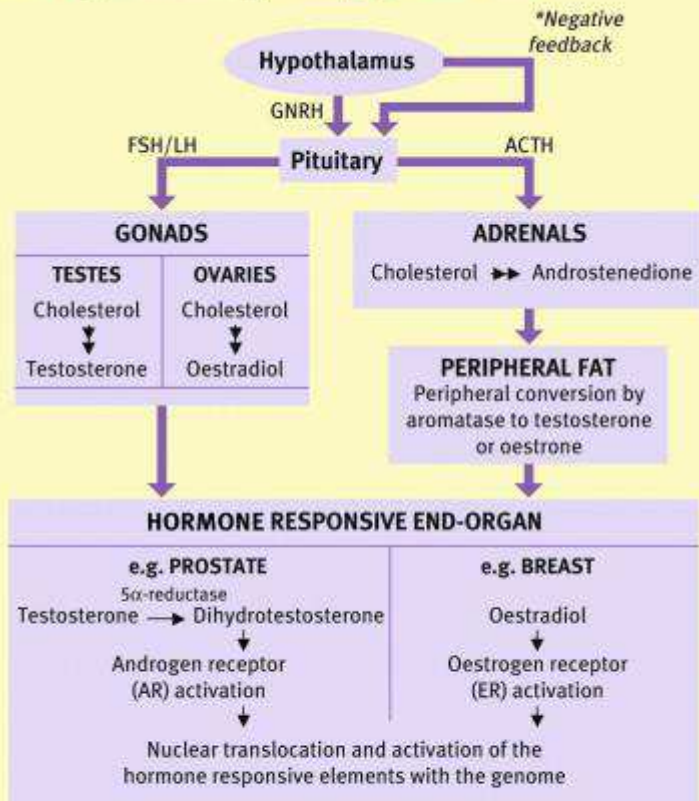 *Negative
feedback
Hypothalamus
GNRH
FSH/LH
Pituitary
ACTH
GONADS
TESTES
Cholesterol
Testosterone
OVARIES
Cholesterol
Oestradiol
ADRENALS
Cholesterol Androstenedione
PERIPHERAL FAT
Peripheral conversion by
aromatase to testosterone
or oestrone
HORMONE RESPONSIVE END-ORGAN
e.g. PROSTATE
5α-reductase
Testosterone Dihydrotestosterone
Androgen receptor
(AR) activation
e.g. BREAST
Oestradiol
Oestrogen receptor
(ER) activation
Nuclear translocation and activation of the
hormone responsive elements with the genome